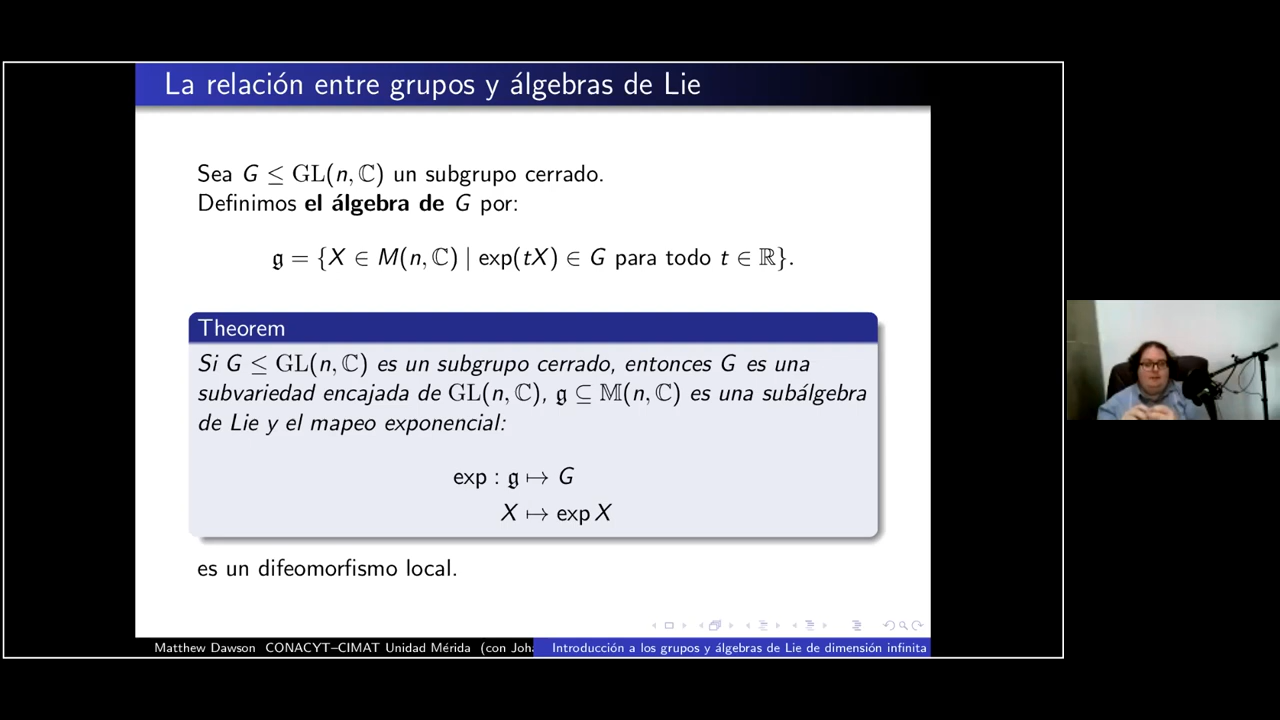 La relación entre grupos y álgebras de Lie
Sea G ≤ GL(n, ℂ) un subgrupo cerrado.
Definimos el álgebra de G por:
𝔤 = {X ∈ M(n, ℂ) | exp(tX) ∈ G para todo t ∈ ℝ}.
Theorem
Si G ≤ GL(n, ℂ) es un subgrupo cerrado, entonces G es una
subvariedad encajada de GL(n, ℂ), 𝔤 ⊆ 𝕄(n, ℂ) es una subálgebra
de Lie y el mapeo exponencial:
exp : 𝔤 ↦ G
X ↦ exp X
es un difeomorfismo local.
Matthew Dawson CONACYT–CIMAT Unidad Mérida (con Joha
Introducción a los grupos y álgebras de Lie de dimensión infinita